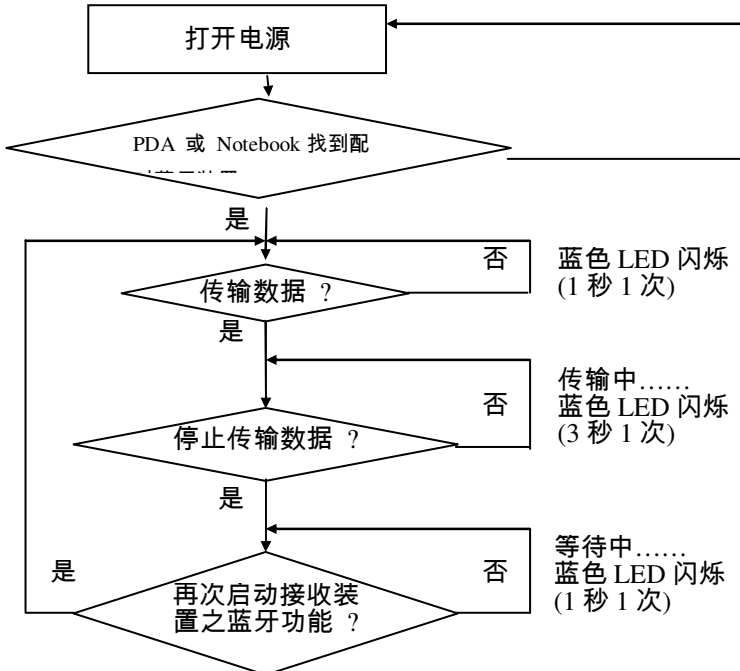 打开电源
PDA 或 Notebook 找到配
是
否
蓝色 LED 闪烁
(1 秒 1 次)
传输数据 ?
是
传输中……
否
蓝色 LED 闪烁
(3 秒 1 次)
停止传输数据 ?
是
等待中……
是
否
蓝色 LED 闪烁
(1 秒 1 次)
再次启动接收装
置之蓝牙功能 ?